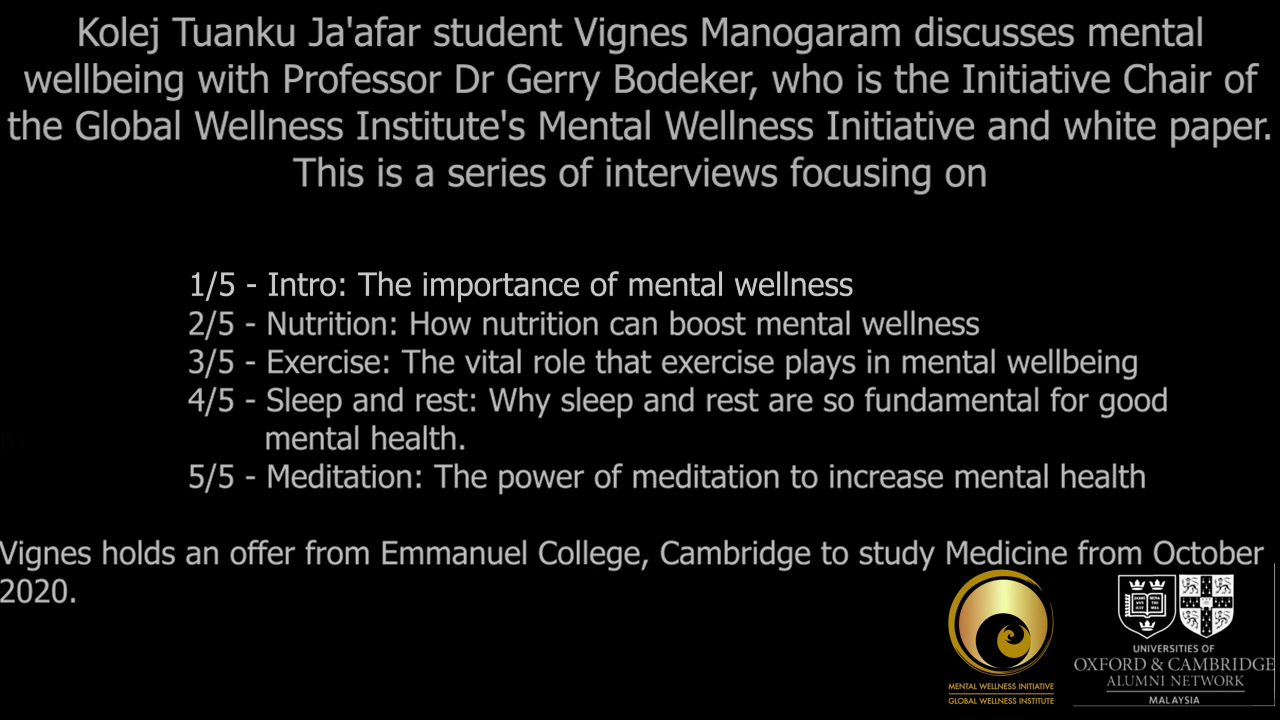 Kolej Tuanku Ja'afar student Vignes Manogaram discusses mental
wellbeing with Professor Dr Gerry Bodeker, who is the Initiative Chair of
the Global Wellness Institute's Mental Wellness Initiative and white paper.
This is a series of interviews focusing on
1/5 - Intro: The importance of mental wellness
2/5 - Nutrition: How nutrition can boost mental wellness
3/5 - Exercise: The vital role that exercise plays in mental wellbeing
4/5 - Sleep and rest: Why sleep and rest are so fundamental for good
mental health.
5/5 - Meditation: The power of meditation to increase mental health
Vignes holds an offer from Emmanuel College, Cambridge to study Medicine from October
2020.
MENTAL WELLNESS INITIATIVE
GLOBAL WELLNESS INSTITUTE
UNIVERSITIES OF
OXFORD & CAMBRIDGE
ALUMNI NETWORK
MALAYSIA